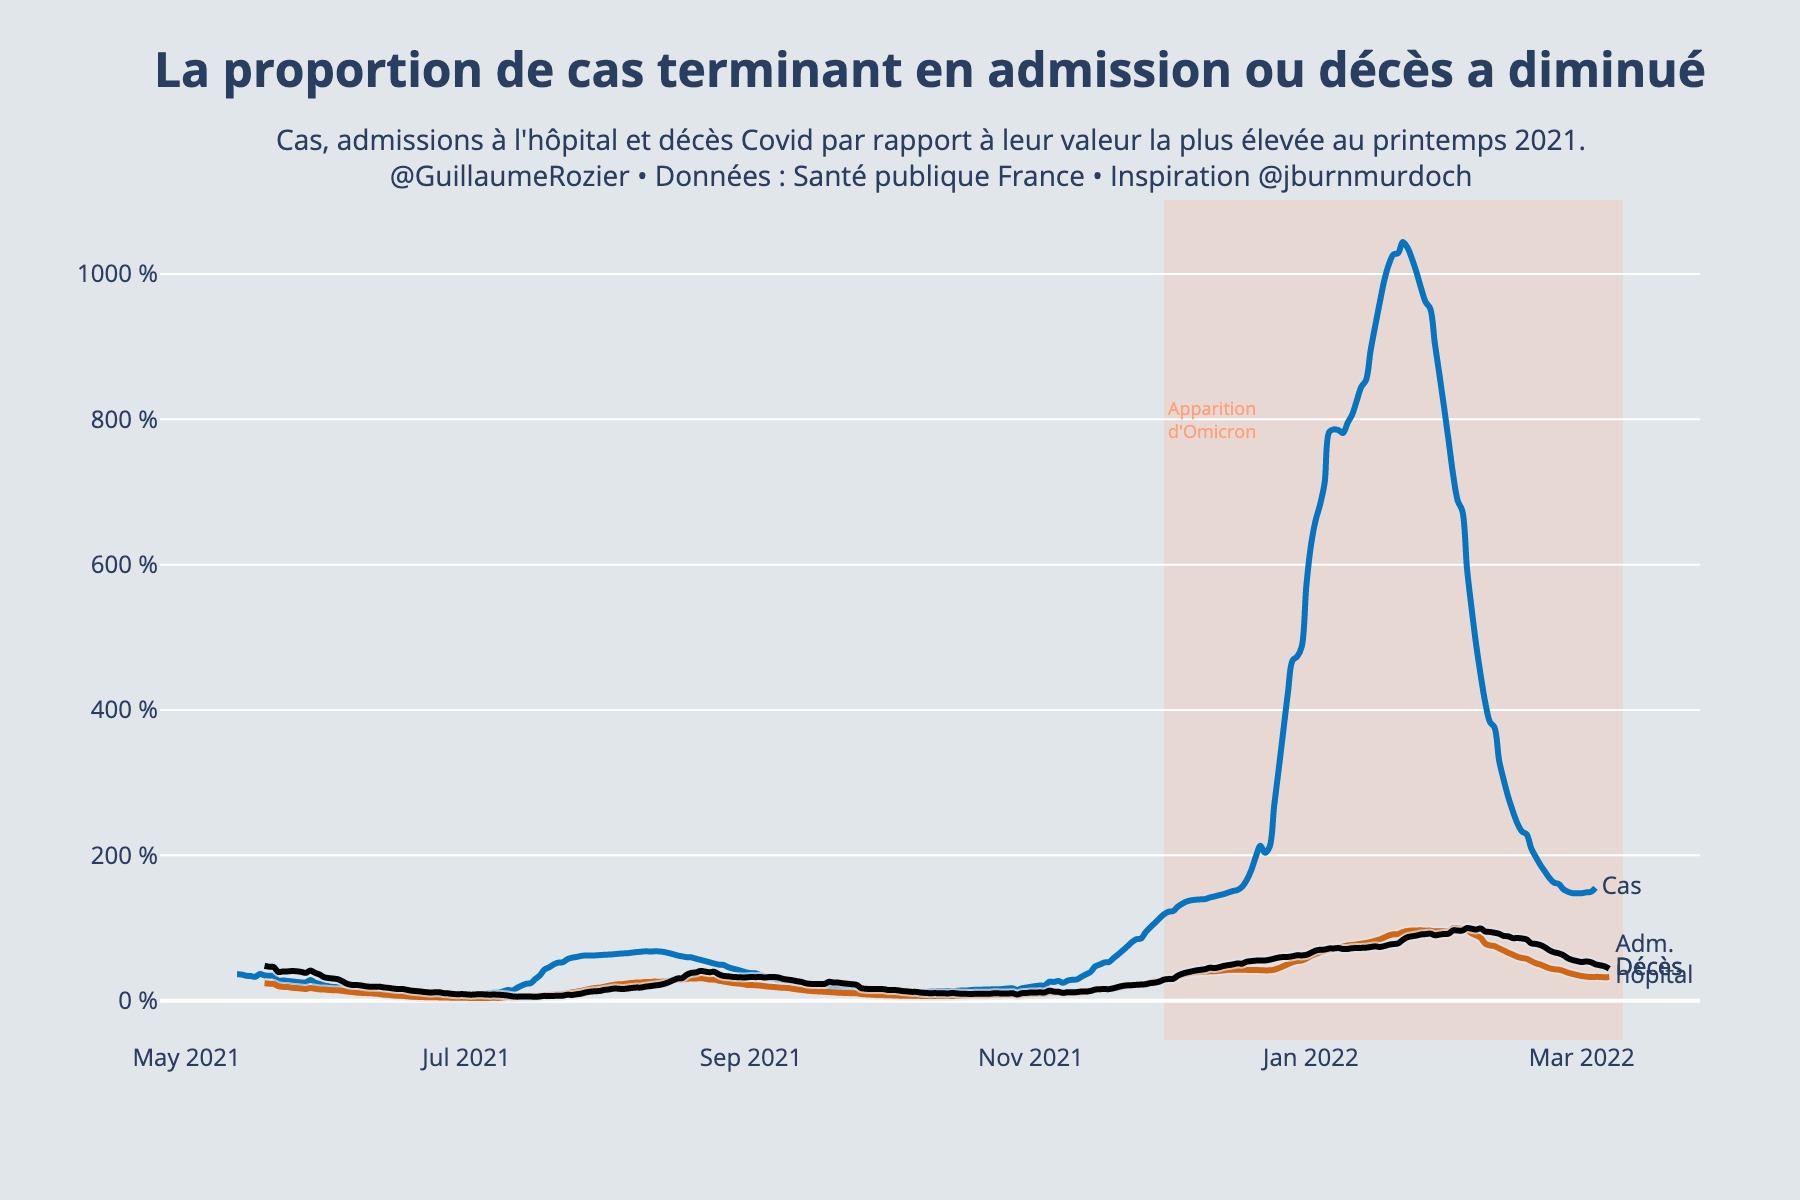 La proportion de cas terminant en admission ou décès a diminué
Cas, admissions à l'hôpital et décès Covid par rapport à leur valeur la plus élevée au printemps 2021.
@GuillaumeRozier • Données : Santé publique France • Inspiration @jburnmurdoch
1000 %
800 %
600 %
400 %
200 %
0 %
Apparition
d'Omicron
Cas
Adm.
Décès
hôpital
May 2021
Jul 2021
Sep 2021
Nov 2021
Jan 2022
Mar 2022